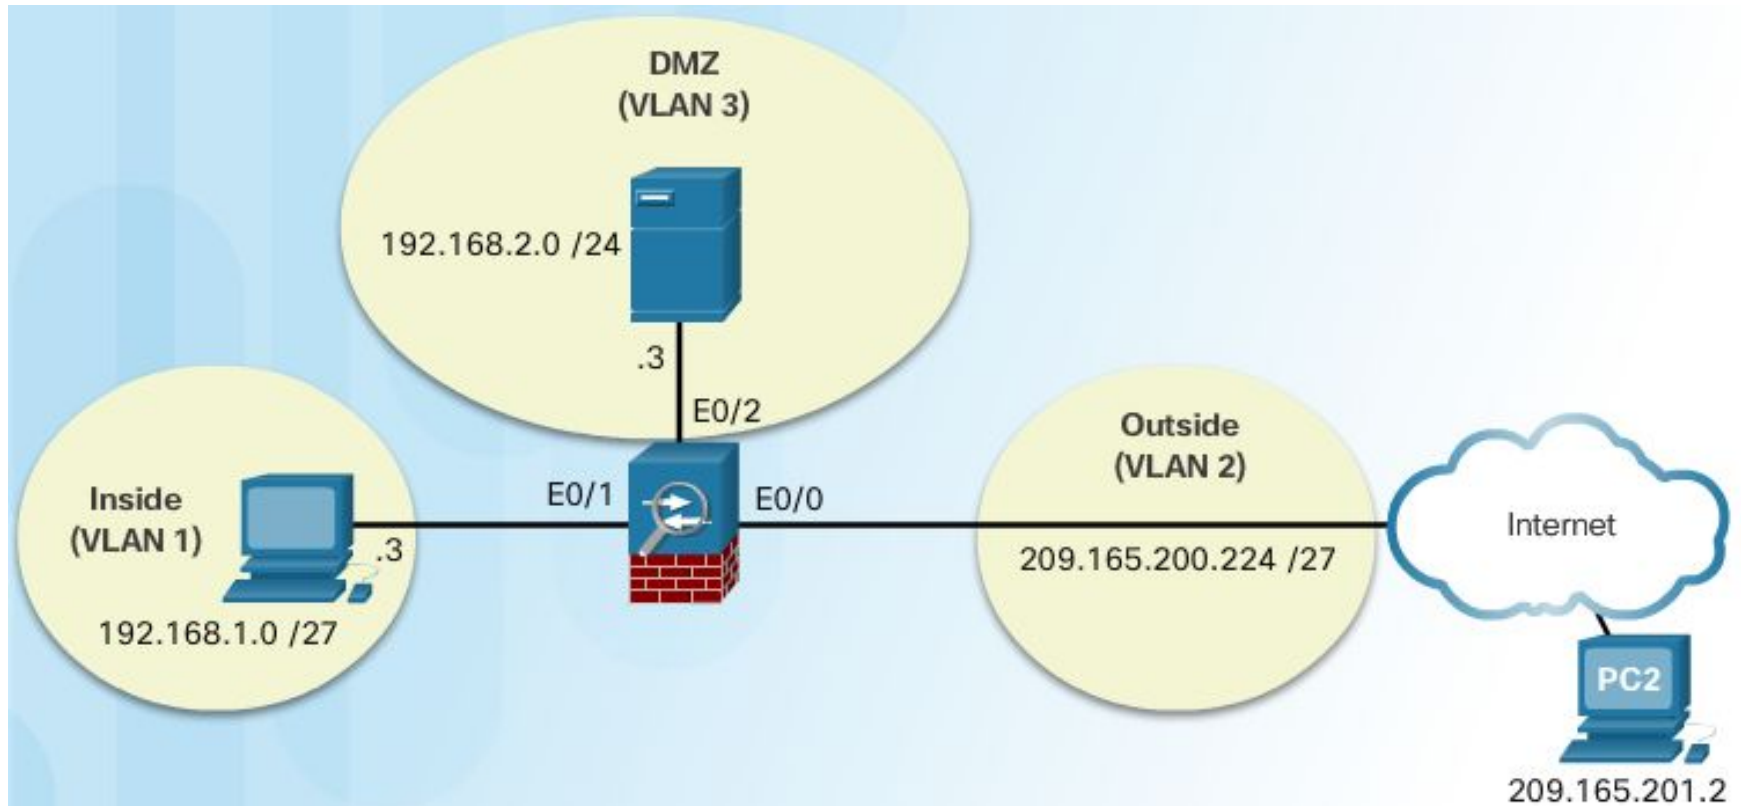 DMZ
(VLAN 3)
192.168.2.0 /24
.3
E0/2
Inside
(VLAN 1)
.3
192.168.1.0 /27
E0/1
E0/0
Outside
(VLAN 2)
209.165.200.224 /27
Internet
PC2
209.165.201.2